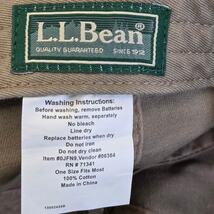 L.L.Bean
®
QUALITY GUARANTEED SINCE 1912
Washing Instructions:
Before washing, remove Batteries
Hand wash warm, separately
No bleach
Line dry
Replace batteries when dry
Do not iron
Do not dry clean
Item #0JFN9,Vendor #06364
RN # 71341
One Size Fits Most
100% Cotton
Made in China